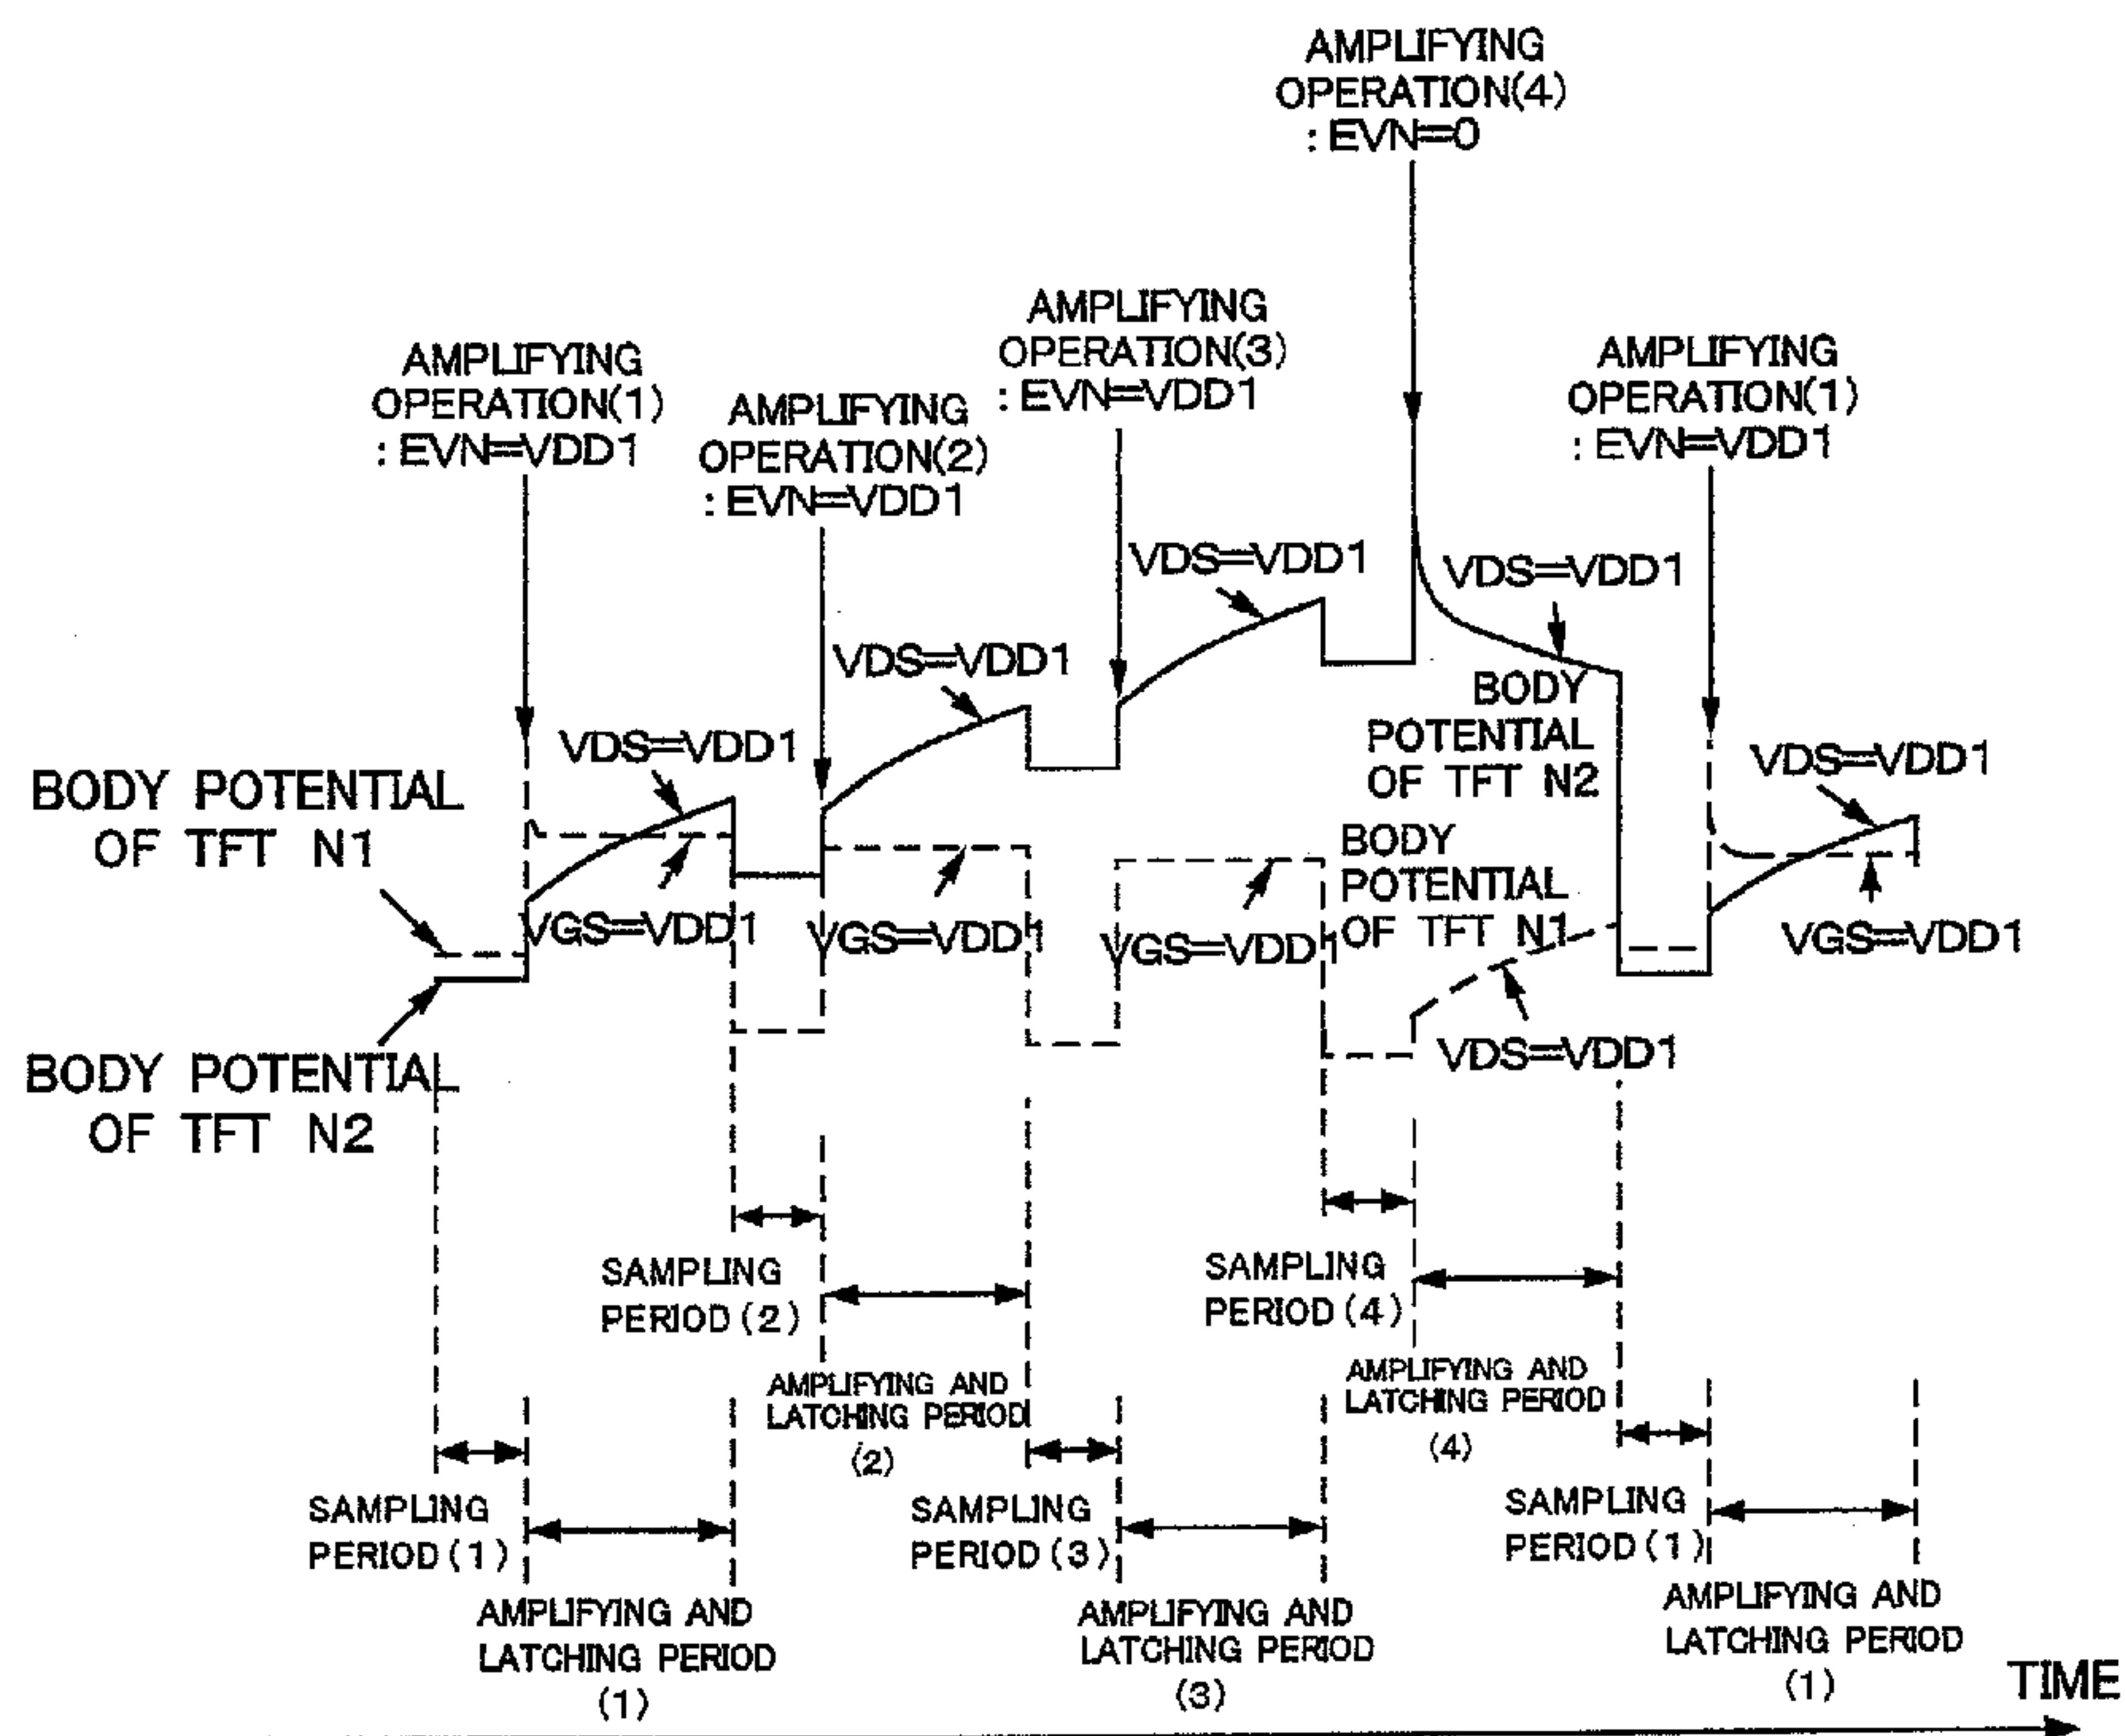 AMPLIFYING
OPERATION(4)
:EVN=0
AMPLIFYING
OPERATION(3)
:EVN=VDD1
AMPLIFYING
OPERATION(1)
:EVN=VDD1
AMPLIFYING
OPERATION(1)
:EVN=VDD1
AMPLIFYING
OPERATION(2)
:EVN=VDD1
VDS=VDD1
VDS=VDD1
VDS=VDD1
VDS=VDD1
VDS=VDD1
BODY POTENTIAL
OF TFT N1
BODY
POTENTIAL
OF TFT N2
BODY
POTENTIAL
OF TFT N1
VGS=VDD1
VGS=VDD1
VGS=VDD1
VGS=VDD1
VDS=VDD1
BODY POTENTIAL
OF TFT N2
SAMPLING
PERIOD(2)
SAMPLING
PERIOD(4)
AMPLIFYING AND
LATCHING PERIOD
(2)
AMPLIFYING AND
LATCHING PERIOD
(4)
SAMPLING
PERIOD(1)
SAMPLING
PERIOD(3)
SAMPLING
PERIOD(1)
AMPLIFYING AND
LATCHING PERIOD
(1)
AMPLIFYING AND
LATCHING PERIOD
(3)
AMPLIFYING AND
LATCHING PERIOD
(1)
TIME